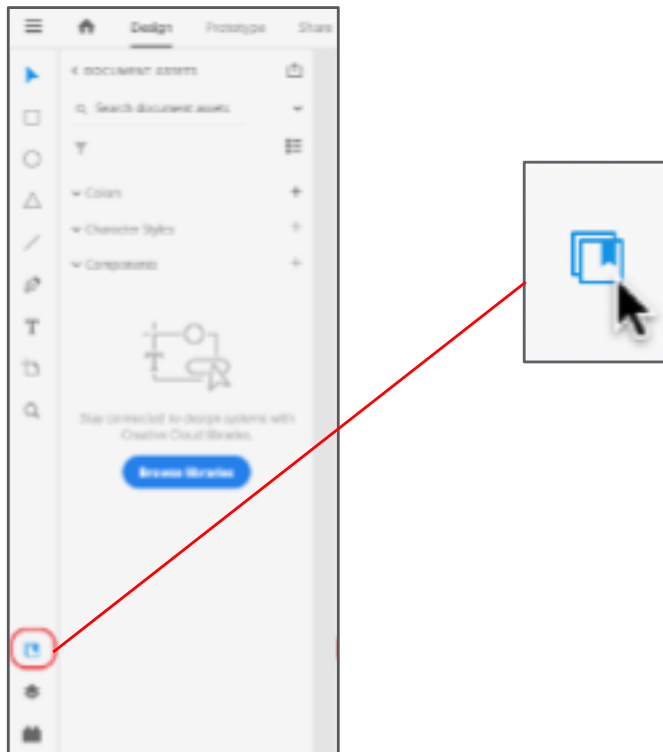 Design Prototype Share
DOCUMENT ASSETS
Search document assets
Colors
Character Styles
Components
T
Stay connected to design systems with
Creative Cloud libraries.
Browse libraries